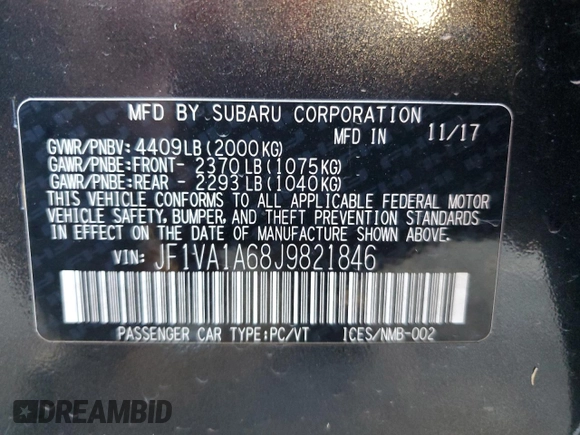 MFD BY SUBARU CORPORATION
MFD IN 11/17
GVWR/PNBV: 4409LB(2000KG)
GAWR/PNBE:FRONT- 2370LB(1075KG)
GAWR/PNBE:REAR - 2293LB(1040KG)
THIS VEHICLE CONFORMS TO ALL APPLICABLE FEDERAL MOTOR
VEHICLE SAFETY, BUMPER, AND THEFT PREVENTION STANDARDS
IN EFFECT ON THE DATE OF MANUFACTURE SHOWN ABOVE.
VIN: JF1VA1A68J9821846
PASSENGER CAR TYPE:PC/VT ICES/NMB-002
DREAMBID